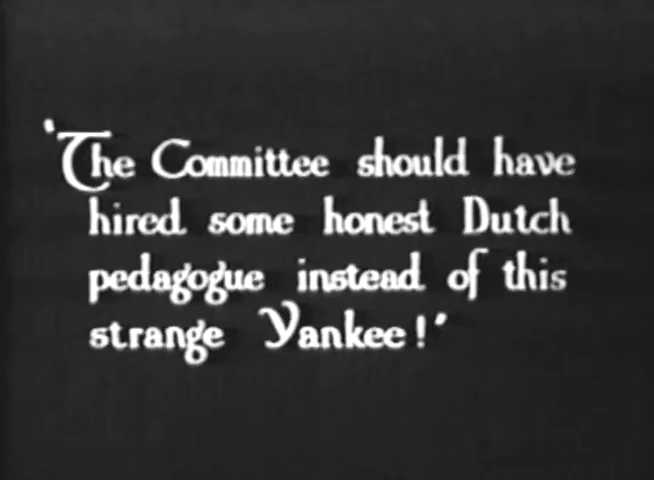 'The Committee should have
hired some honest Dutch
pedagogue instead of this
strange Yankee!'